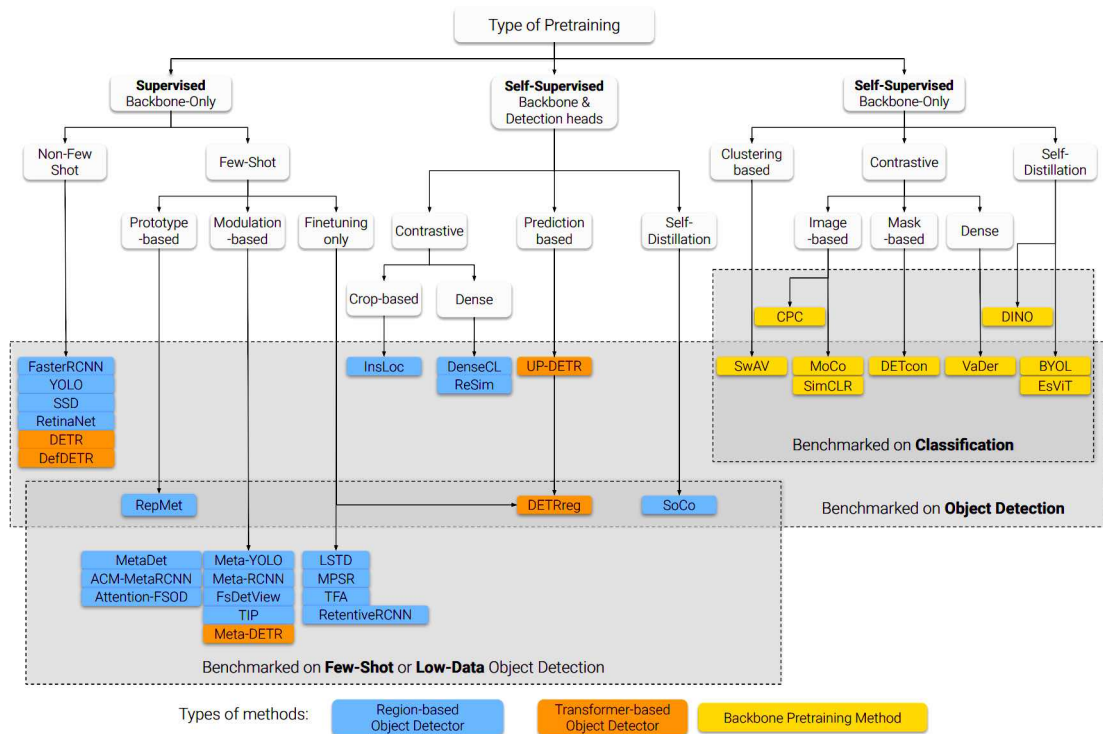 Type of Pretraining
Supervised
Backbone-Only
Self-Supervised
Backbone &
Detection heads
Self-Supervised
Backbone-Only
Non-Few
Shot
Few-Shot
Clustering
based
Contrastive
Self-
Distillation
Prototype
-based
Modulation
-based
Finetuning
only
Contrastive
Prediction
based
Self-
Distillation
Image
-based
Mask
-based
Dense
Crop-based
Dense
CPC
DINO
FasterRCNN
YOLO
SSD
RetinaNet
DETR
DefDETR
InsLoc
DenseCL
ReSim
UP-DETR
SwAV
MoCo
SimCLR
DETcon
VaDer
BYOL
EsViT
Benchmarked on Classification
RepMet
DETRreg
SoCo
Benchmarked on Object Detection
MetaDet
ACM-MetaRCNN
Attention-FSOD
Meta-YOLO
Meta-RCNN
FsDetView
TIP
Meta-DETR
LSTD
MPSR
TFA
RetentiveRCNN
Benchmarked on Few-Shot or Low-Data Object Detection
Types of methods:
Region-based
Object Detector
Transformer-based
Object Detector
Backbone Pretraining Method